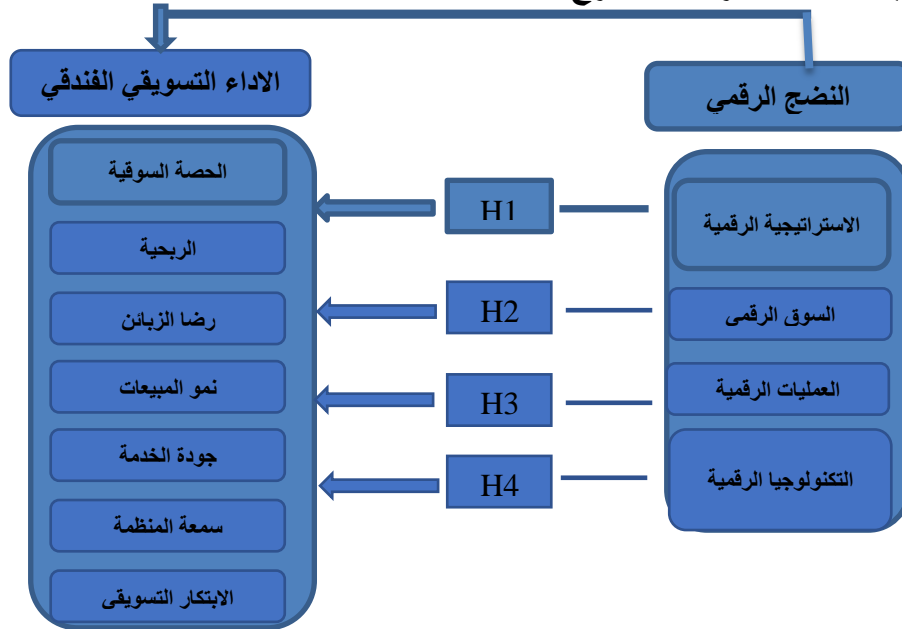 النضج الرقمي
الاداء التسويقي الفندقي
الاستراتيجية الرقمية
السوق الرقمى
العمليات الرقمية
التكنولوجيا الرقمية
H1
H2
H3
H4
الحصة السوقية
الربحية
رضا الزبائن
نمو المبيعات
جودة الخدمة
سمعة المنظمة
الابتكار التسويقى